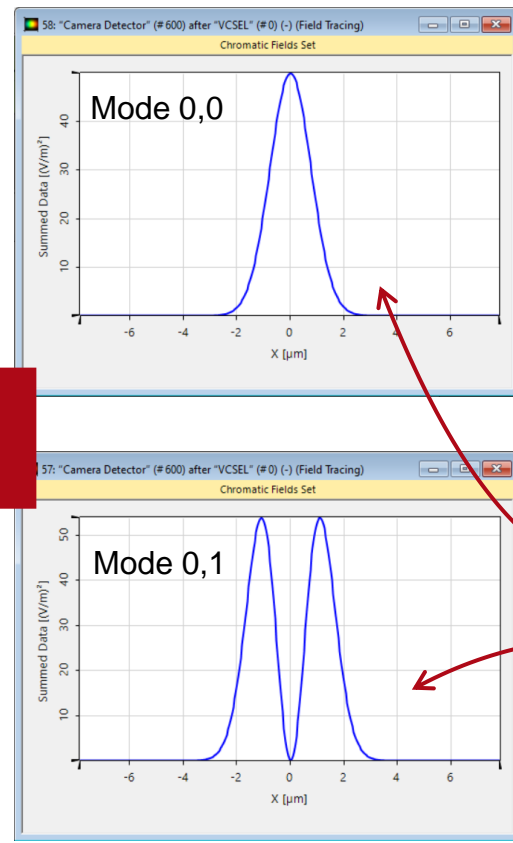 58: "Camera Detector" (# 600) after "VCSEL" (# 0) (-) (Field Tracing)
Chromatic Fields Set
Mode 0,0
Summed Data [(V/m)²]
40
30
20
10
-6 -4 -2 0 2 4 6
X [µm]
57: "Camera Detector" (# 600) after "VCSEL" (# 0) (-) (Field Tracing)
Chromatic Fields Set
Mode 0,1
Summed Data [(V/m)²]
50
40
30
20
10
-6 -4 -2 0 2 4 6
X [µm]